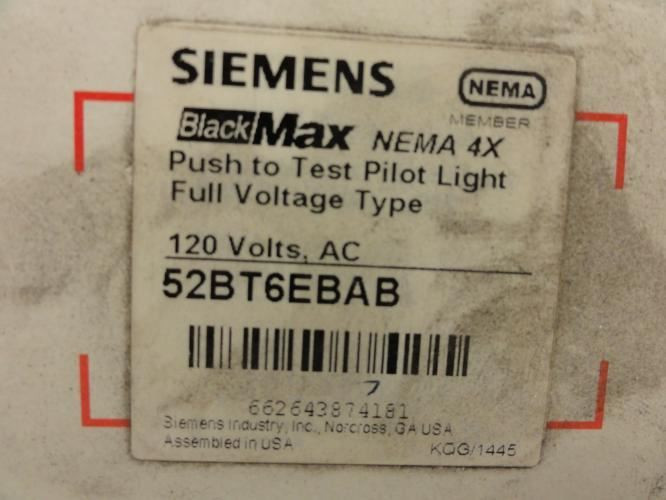 SIEMENS
NEMA
MEMBER
BlackMax NEMA 4X
Push to Test Pilot Light
Full Voltage Type
120 Volts, AC
52BT6EBAB
7
662643874181
Siemens Industry, Inc., Norcross, GA USA
Assembled in USA
KQG/1445